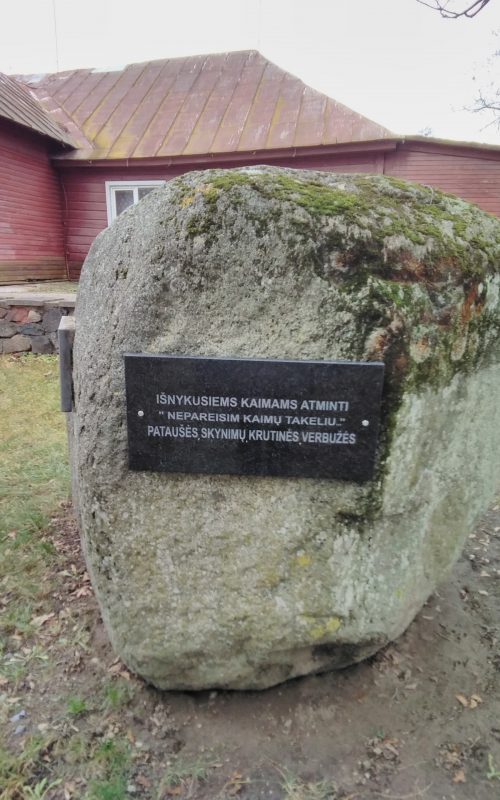 IŠNYKUSIEMS KAIMAMS ATMINTI
" NEPAREISIM KAIMŲ TAKELIU.."
PATAUŠĖS, SKYNIMŲ, KRUTINĖS, VERBUŽĖS